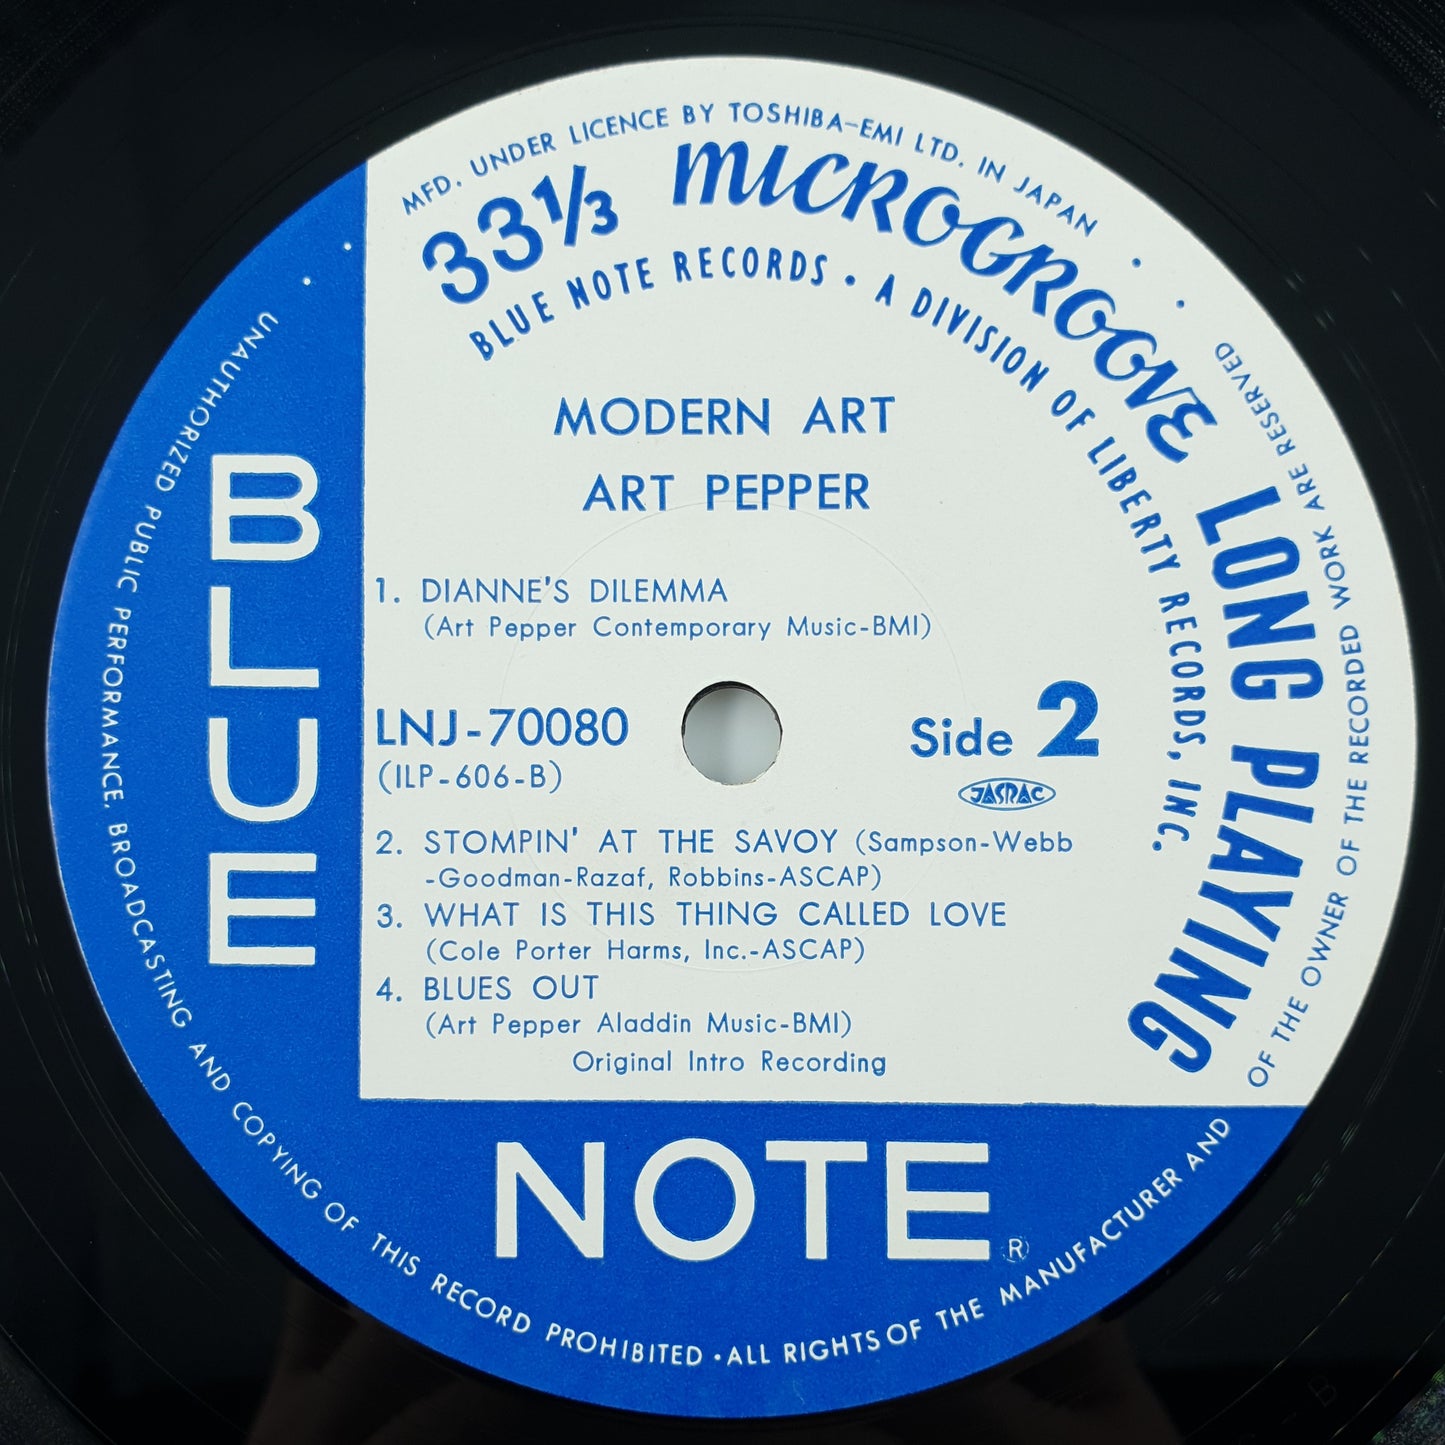 MFD. UNDER LICENCE BY TOSHIBA-EMI LTD. IN JAPAN
33⅓ MICROGROOVE LONG PLAYING
BLUE NOTE RECORDS • A DIVISION OF LIBERTY RECORDS, INC.
MODERN ART
ART PEPPER
1. DIANNE'S DILEMMA
(Art Pepper Contemporary Music-BMI)
LNJ-70080
(ILP-606-B)
Side 2
JASRAC
2. STOMPIN' AT THE SAVOY (Sampson-Webb
-Goodman-Razaf, Robbins-ASCAP)
3. WHAT IS THIS THING CALLED LOVE
(Cole Porter Harms, Inc.-ASCAP)
4. BLUES OUT
(Art Pepper Aladdin Music-BMI)
Original Intro Recording
BLUE
NOTE ®
UNAUTHORIZED PUBLIC PERFORMANCE, BROADCASTING AND COPYING OF THIS RECORD PROHIBITED • ALL RIGHTS OF THE MANUFACTURER AND OF THE OWNER OF THE RECORDED WORK ARE RESERVED
B